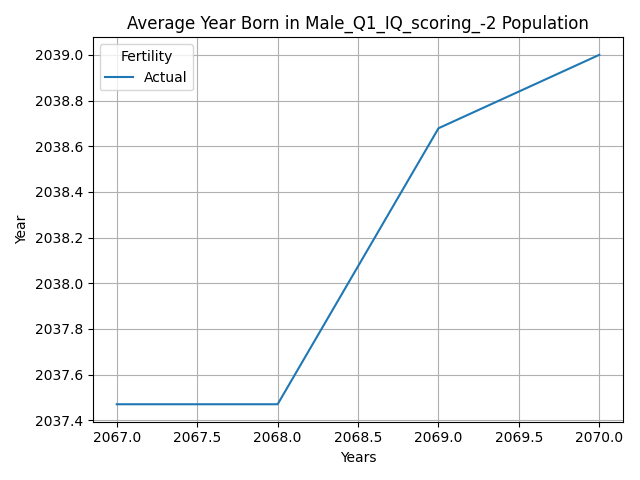 Average Year Born in Male_Q1_IQ_scoring_-2 Population
Fertility
Actual
2039.0
2038.8
2038.6
2038.4
2038.2
2038.0
2037.8
2037.6
2037.4
Year
2067.0 2067.5 2068.0 2068.5 2069.0 2069.5 2070.0
Years